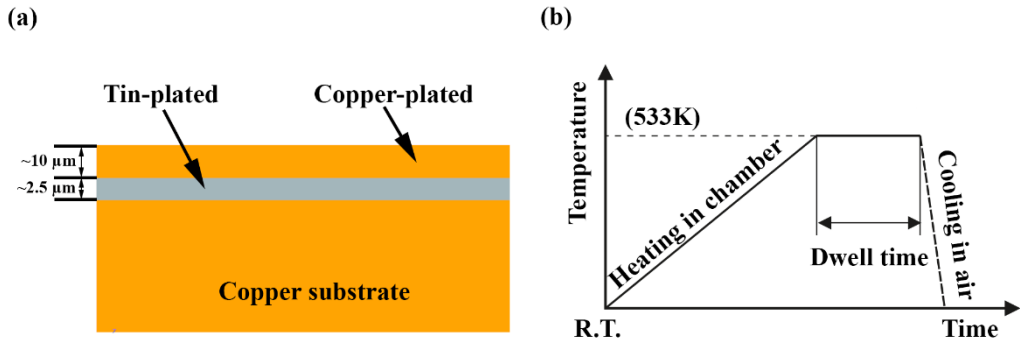 (a)
Tin-plated
Copper-plated
~10 µm
~2.5 µm
Copper substrate
(b)
Temperature
(533K)
Heating in chamber
Dwell time
Cooling in air
R.T.
Time